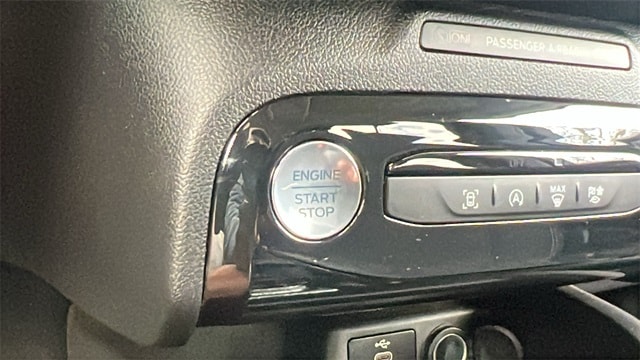 PASSENGER
ENGINE
START
STOP
A
MAX